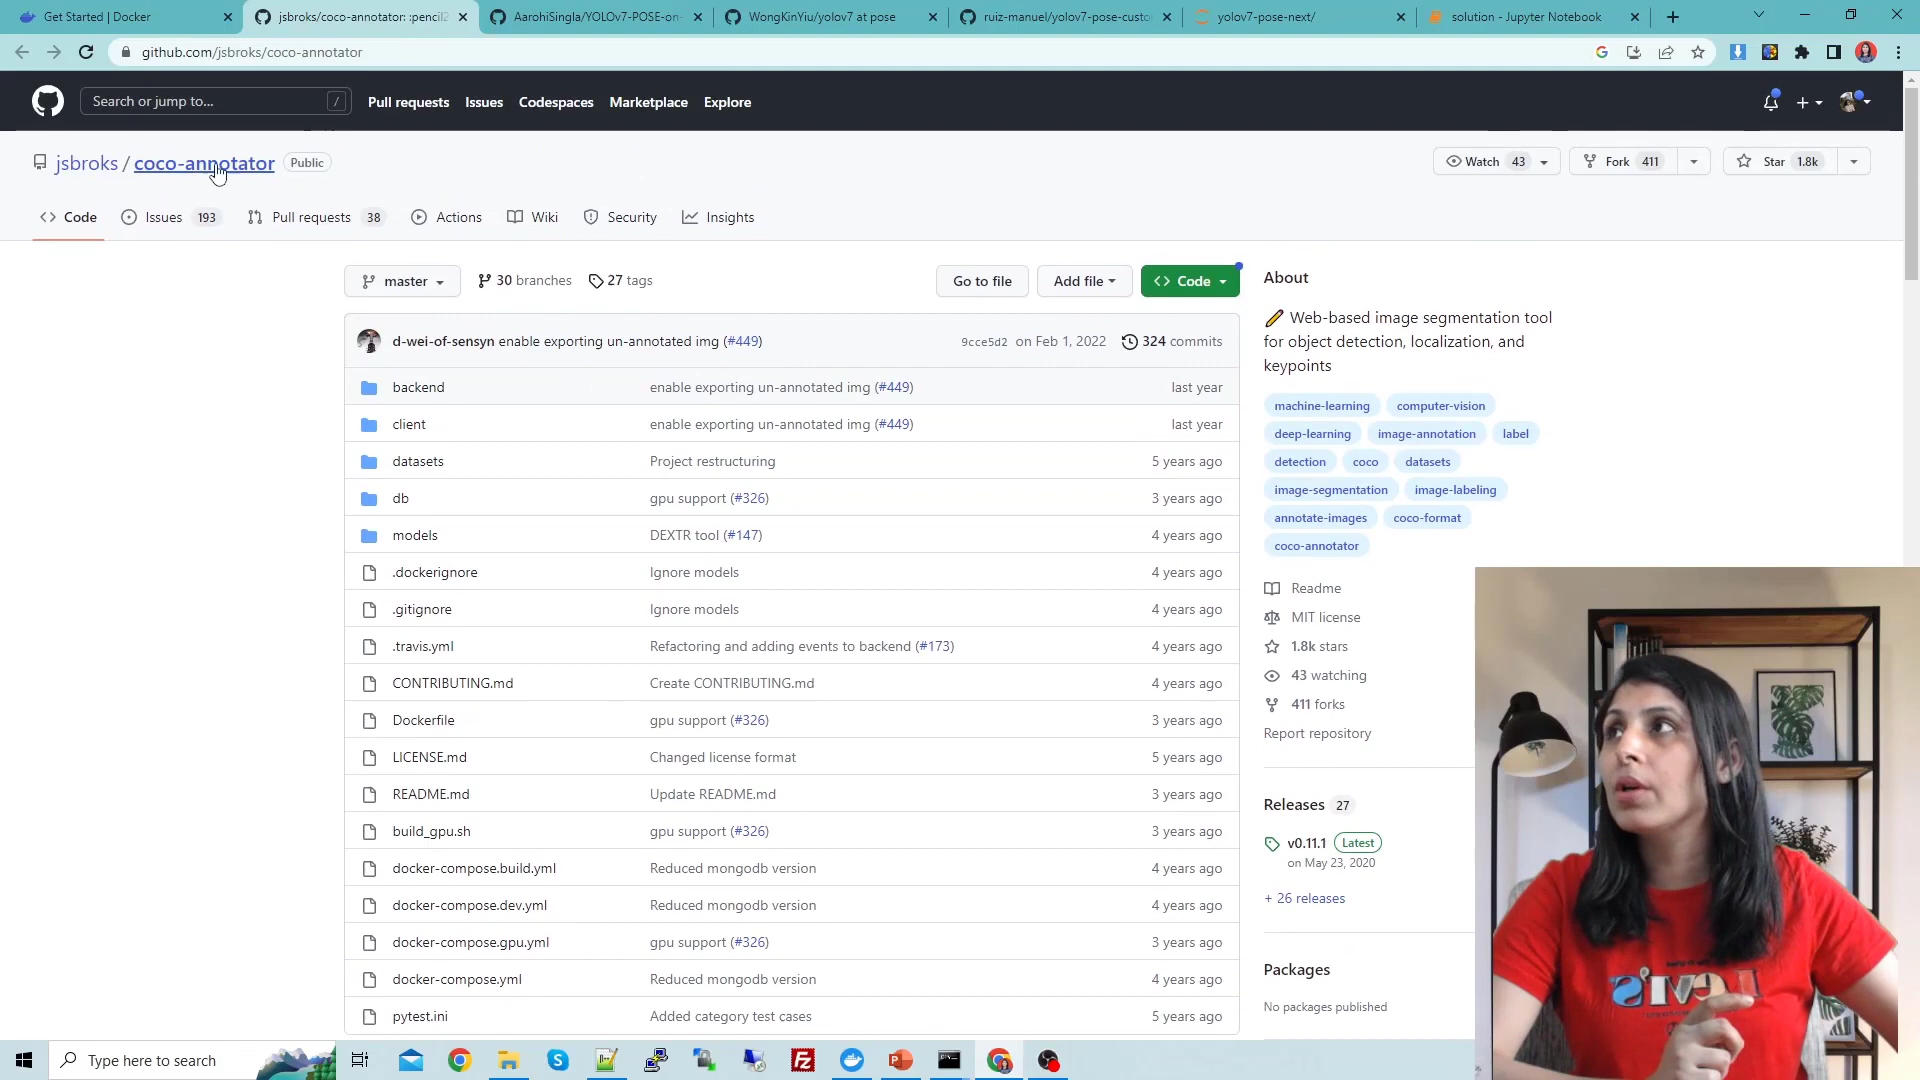 Get Started | Docker
jsbroks/coco-annotator: :pencil2
AarohiSingla/YOLOv7-POSE-on-
WongKinYiu/yolov7 at pose
ruiz-manuel/yolov7-pose-custo
yolov7-pose-next/
solution - Jupyter Notebook
github.com/jsbroks/coco-annotator
Search or jump to...
/
Pull requests
Issues
Codespaces
Marketplace
Explore
jsbroks / coco-annotator Public
Watch 43
Fork 411
Star 1.8k
Code
Issues 193
Pull requests 38
Actions
Wiki
Security
Insights
master
30 branches
27 tags
Go to file
Add file
Code
d-wei-of-sensyn enable exporting un-annotated img (#449) 9cce5d2 on Feb 1, 2022 324 commits
backend enable exporting un-annotated img (#449) last year
client enable exporting un-annotated img (#449) last year
datasets Project restructuring 5 years ago
db gpu support (#326) 3 years ago
models DEXTR tool (#147) 4 years ago
.dockerignore Ignore models 4 years ago
.gitignore Ignore models 4 years ago
.travis.yml Refactoring and adding events to backend (#173) 4 years ago
CONTRIBUTING.md Create CONTRIBUTING.md 4 years ago
Dockerfile gpu support (#326) 3 years ago
LICENSE.md Changed license format 5 years ago
README.md Update README.md 3 years ago
build_gpu.sh gpu support (#326) 3 years ago
docker-compose.build.yml Reduced mongodb version 4 years ago
docker-compose.dev.yml Reduced mongodb version 4 years ago
docker-compose.gpu.yml gpu support (#326) 3 years ago
docker-compose.yml Reduced mongodb version 4 years ago
pytest.ini Added category test cases 5 years ago
About
Web-based image segmentation tool
for object detection, localization, and
keypoints
machine-learning computer-vision
deep-learning image-annotation label
detection coco datasets
image-segmentation image-labeling
annotate-images coco-format
coco-annotator
Readme
MIT license
1.8k stars
43 watching
411 forks
Report repository
Releases 27
v0.11.1 Latest
on May 23, 2020
+ 26 releases
Packages
No packages published
Levi's
Type here to search